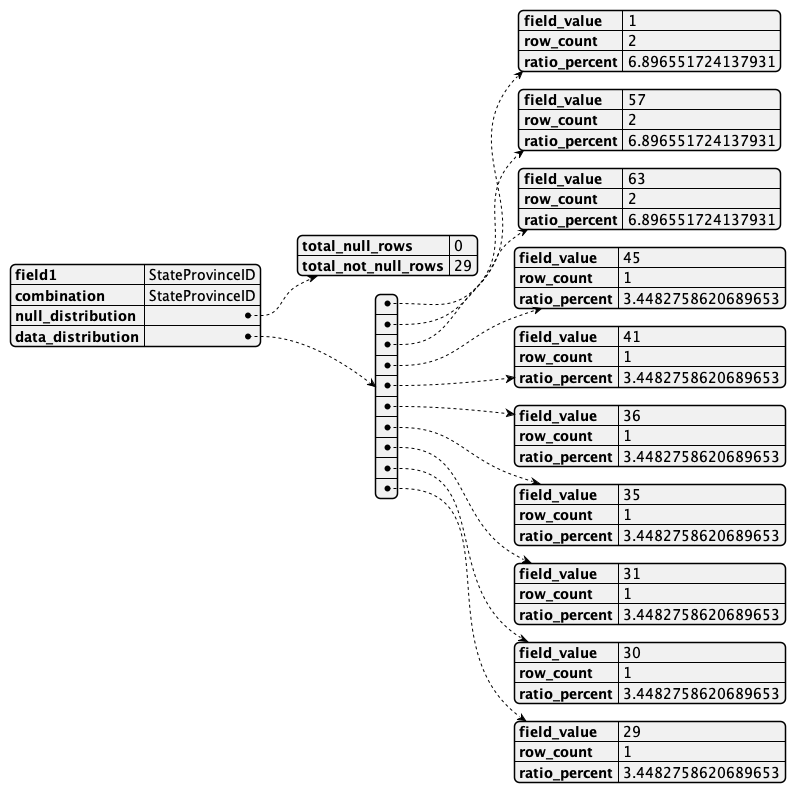 field1 StateProvinceID
combination StateProvinceID
null_distribution
data_distribution
total_null_rows 0
total_not_null_rows 29
field_value 1
row_count 2
ratio_percent 6.896551724137931
field_value 57
row_count 2
ratio_percent 6.896551724137931
field_value 63
row_count 2
ratio_percent 6.896551724137931
field_value 45
row_count 1
ratio_percent 3.4482758620689653
field_value 41
row_count 1
ratio_percent 3.4482758620689653
field_value 36
row_count 1
ratio_percent 3.4482758620689653
field_value 35
row_count 1
ratio_percent 3.4482758620689653
field_value 31
row_count 1
ratio_percent 3.4482758620689653
field_value 30
row_count 1
ratio_percent 3.4482758620689653
field_value 29
row_count 1
ratio_percent 3.4482758620689653